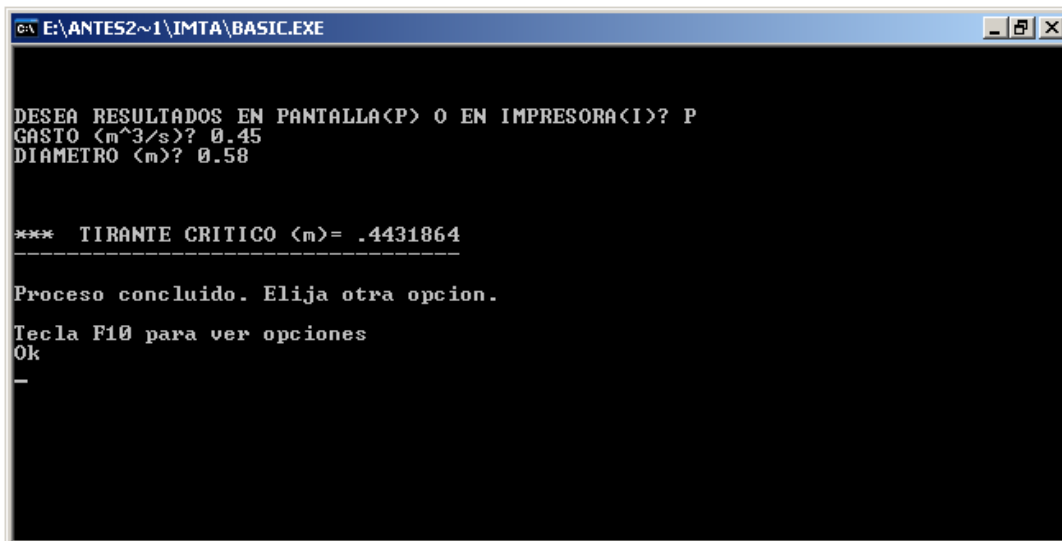 E:\ANTES2~1\IMTA\BASIC.EXE
DESEA RESULTADOS EN PANTALLA(P) O EN IMPRESORA(I)? P
GASTO (m^3/s)? 0.45
DIAMETRO (m)? 0.58
*** TIRANTE CRITICO (m)= .4431864
----------------------------------
Proceso concluido. Elija otra opcion.
Tecla F10 para ver opciones
Ok